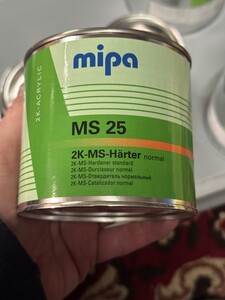 mipa
2K-ACRYLIC
MS 25
2K-MS-Härter normal
2K-MS-Hardener standard
2K-MS-Durcisseur normal
2K-MS-Отвердитель нормальный
2K-MS-Catalizador normal